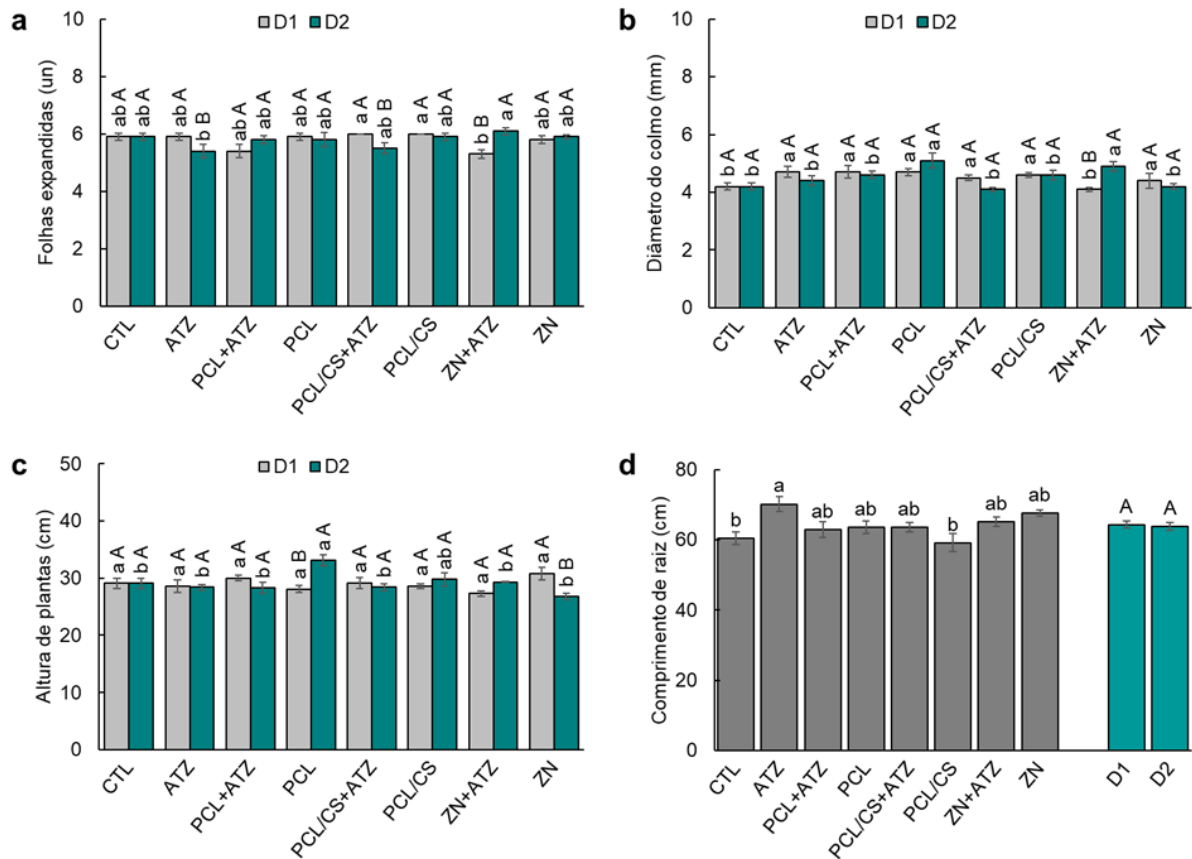 a
D1 D2
Folhas expandidas (un)
10
8
6
4
2
0
ab A ab A ab A b B ab A ab A ab A ab A a A ab B a A ab A b B a A ab A ab A
CTL ATZ PCL+ATZ PCL PCL/CS+ATZ PCL/CS ZN+ATZ ZN
b
D1 D2
Diâmetro do colmo (mm)
10
8
6
4
2
0
b A b A a A b A a A b A a A a A a A b A a A b A b B a A a A b A
CTL ATZ PCL+ATZ PCL PCL/CS+ATZ PCL/CS ZN+ATZ ZN
c
D1 D2
Altura de plantas (cm)
50
40
30
20
10
0
a A b A a A b A a A b A a B a A a A b A a A ab A a A b A a A b B
CTL ATZ PCL+ATZ PCL PCL/CS+ATZ PCL/CS ZN+ATZ ZN
d
Comprimento de raiz (cm)
80
60
40
20
0
b a ab ab ab b ab ab A A
CTL ATZ PCL+ATZ PCL PCL/CS+ATZ PCL/CS ZN+ATZ ZN D1 D2